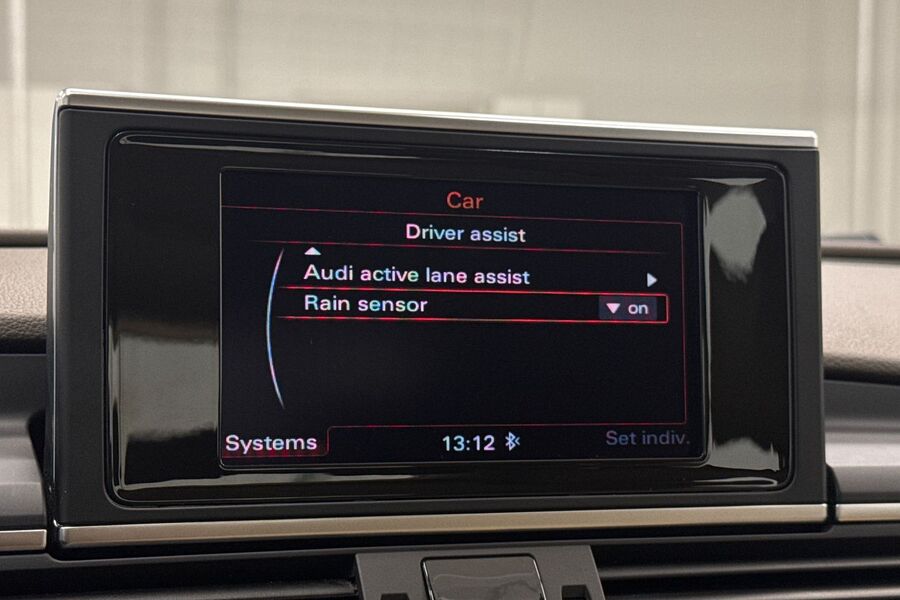 Car
Driver assist
Audi active lane assist
Rain sensor on
Systems 13:12 Set indiv.